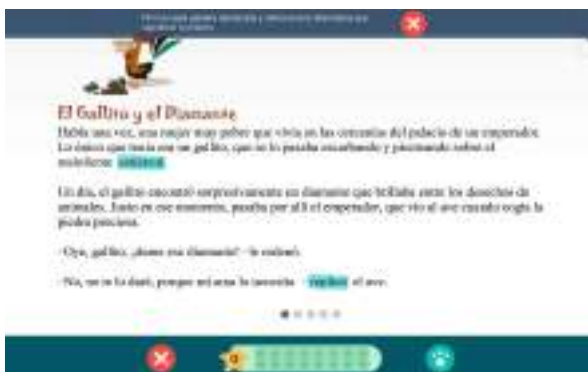 El Gallito y el Diamante
Había una vez, una mujer muy pobre que vivía en las cercanías del palacio de un emperador.
Lo único que tenía era un gallito, que se lo pasaba escarbando y picoteando sobre el
maloliente
Un día, el gallito encontró sorpresivamente un diamante que brillaba entre los desechos de
animales. Justo en ese momento, pasaba por allí el emperador, que vio al ave cuando cogía la
piedra preciosa.
-Oye, gallito, ¡dame ese diamante! -le ordenó.
-No, no te lo daré, porque mi ama lo necesita - replicó el ave.